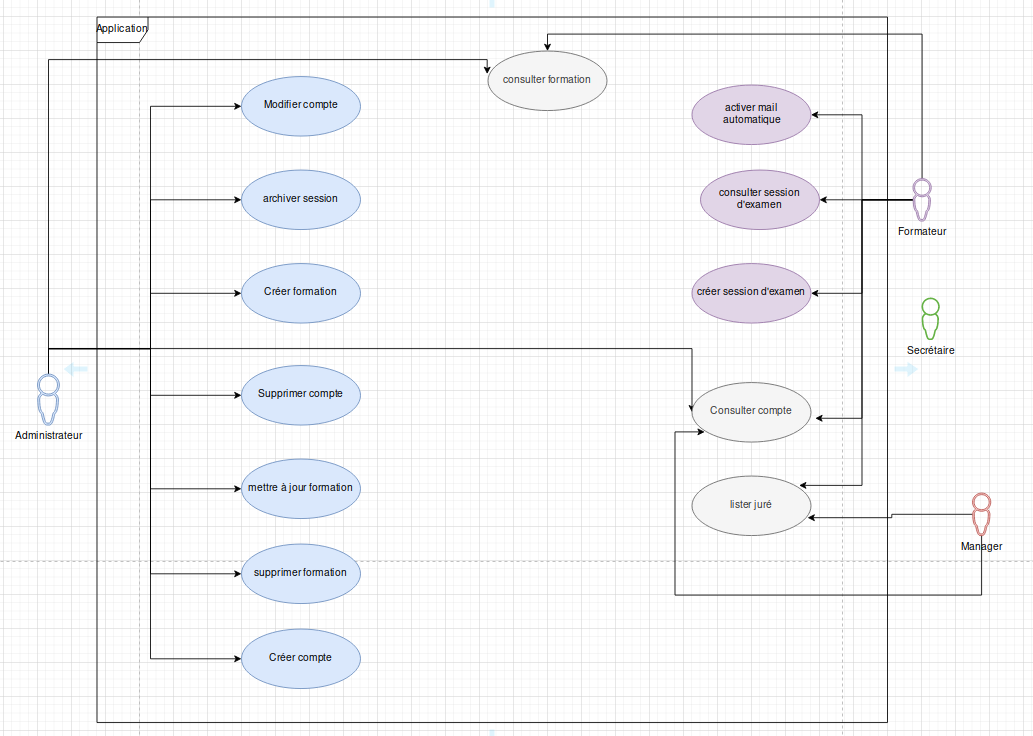 Application
consulter formation
Modifier compte
activer mail
automatique
archiver session
consulter session
d'examen
Formateur
Créer formation
créer session d'examen
Secrétaire
Supprimer compte
Consulter compte
Administrateur
mettre à jour formation
lister juré
Manager
supprimer formation
Créer compte